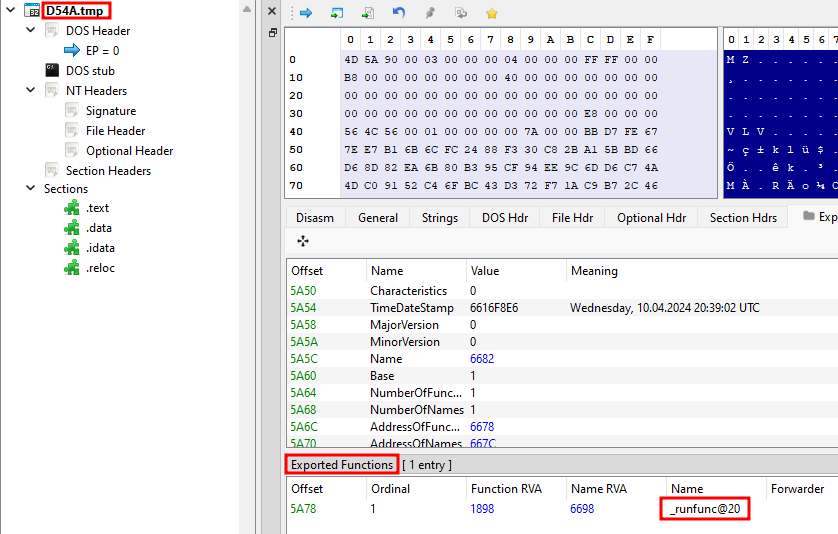 D54A.tmp
DOS Header
EP = 0
DOS stub
NT Headers
Signature
File Header
Optional Header
Section Headers
Sections
.text
.data
.idata
.reloc
0 1 2 3 4 5 6 7 8 9 A B C D E F
0 4D 5A 90 00 03 00 00 00 04 00 00 00 FF FF 00 00
10 B8 00 00 00 00 00 00 00 40 00 00 00 00 00 00 00
20 00 00 00 00 00 00 00 00 00 00 00 00 00 00 00 00
30 00 00 00 00 00 00 00 00 00 00 00 00 E8 00 00 00
40 56 4C 56 00 01 00 00 00 00 7A 00 00 BB D7 FE 67
50 7E E7 B1 6B 6C FC 24 88 F3 30 C8 2B A1 5B BD 66
60 D6 8D 82 EA 6B 80 B3 95 CF 94 EE 9C 6D D6 C7 4A
70 4D C0 91 52 C4 6F BC 43 D3 72 F7 1A C9 B7 2C 46
0 1 2 3 4 5 6 7
M Z . . . . . .
¸ . . . . . . .
. . . . . . . .
. . . . . . . .
V L V . . . . .
~ ç ± k l ü $ .
Ö . . ê k . ³ .
M À . R Ä o ¼ C
Disasm General Strings DOS Hdr File Hdr Optional Hdr Section Hdrs Exp
Offset Name Value Meaning
5A50 Characteristics 0
5A54 TimeDateStamp 6616F8E6 Wednesday, 10.04.2024 20:39:02 UTC
5A58 MajorVersion 0
5A5A MinorVersion 0
5A5C Name 6682
5A60 Base 1
5A64 NumberOfFunc... 1
5A68 NumberOfNames 1
5A6C AddressOfFunc... 6678
5A70 AddressOfNames 667C
Exported Functions [ 1 entry ]
Offset Ordinal Function RVA Name RVA Name Forwarder
5A78 1 1898 6698 _runfunc@20